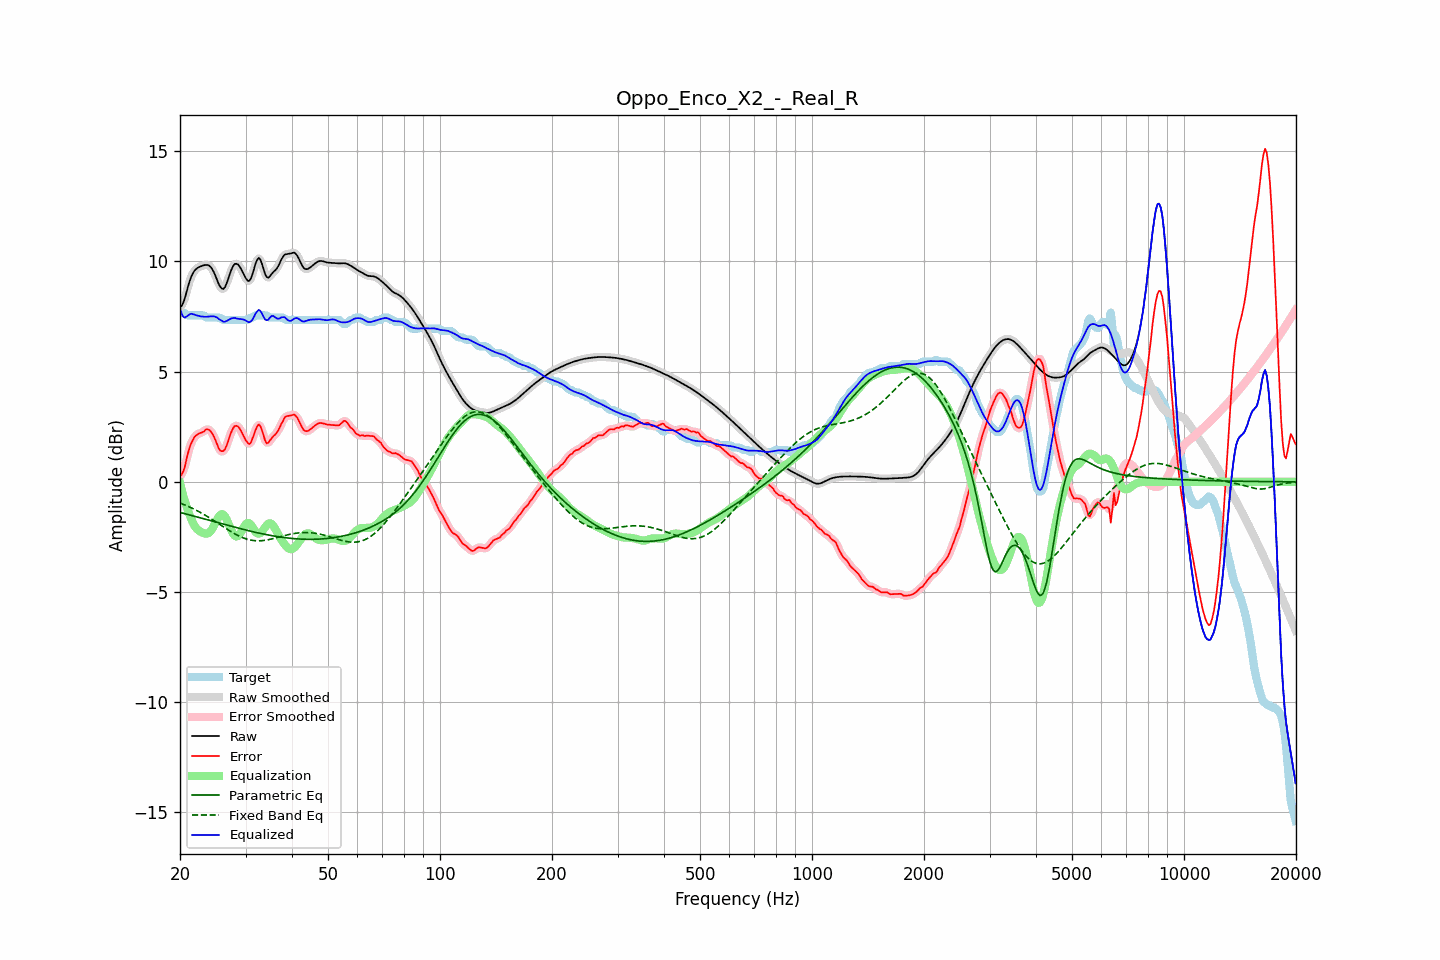 Oppo_Enco_X2_-_Real_R
Amplitude (dBr)
15
10
5
0
−5
−10
−15
Target
Raw Smoothed
Error Smoothed
Raw
Error
Equalization
Parametric Eq
Fixed Band Eq
Equalized
20 50 100 200 500 1000 2000 5000 10000 20000
Frequency (Hz)